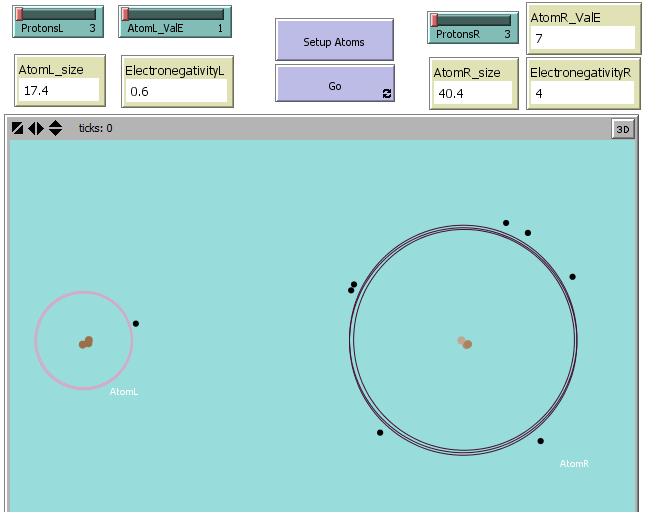 ProtonsL 3
AtomL_ValE 1
Setup Atoms
Go
ProtonsR 3
AtomR_ValE
7
AtomL_size
17.4
ElectronegativityL
0.6
AtomR_size
40.4
ElectronegativityR
4
ticks: 0
3D
AtomL
AtomR